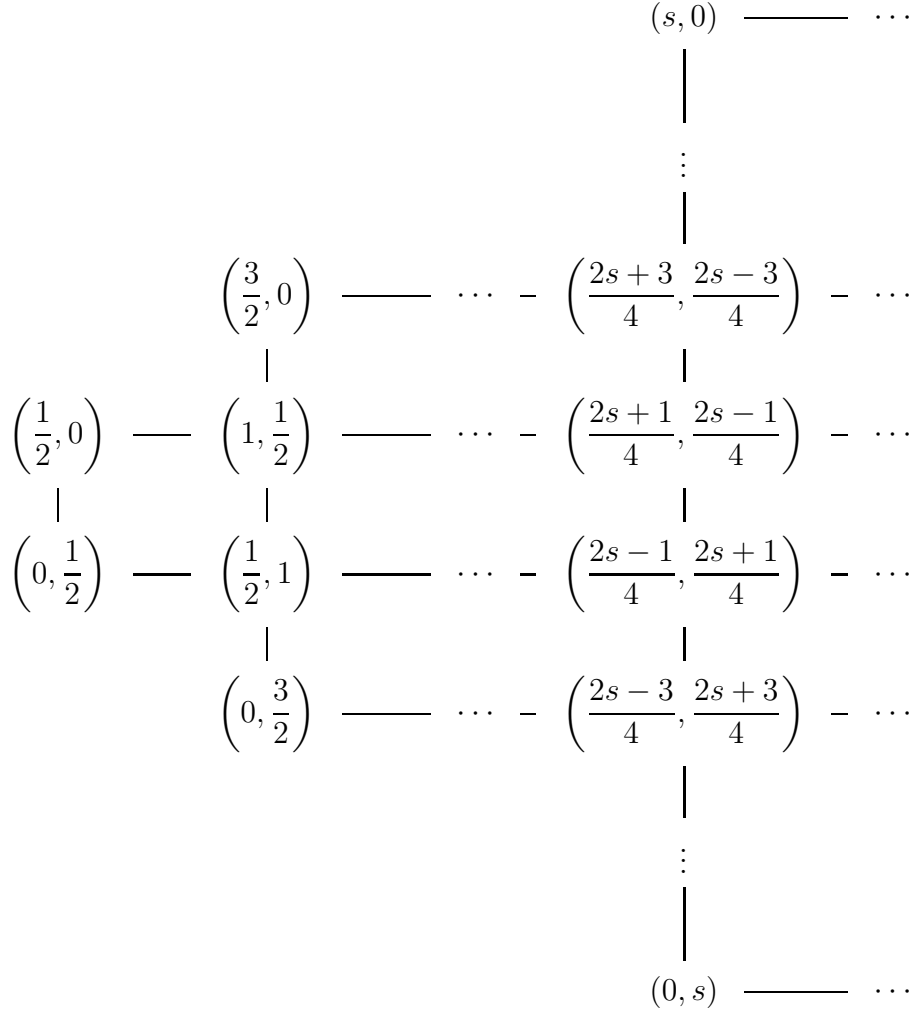 (s, 0) ⋯
⋮
(3/2, 0) ⋯ ((2s + 3)/4, (2s − 3)/4) ⋯
(1/2, 0) (1, 1/2) ⋯ ((2s + 1)/4, (2s − 1)/4) ⋯
(0, 1/2) (1/2, 1) ⋯ ((2s − 1)/4, (2s + 1)/4) ⋯
(0, 3/2) ⋯ ((2s − 3)/4, (2s + 3)/4) ⋯
⋮
(0, s) ⋯